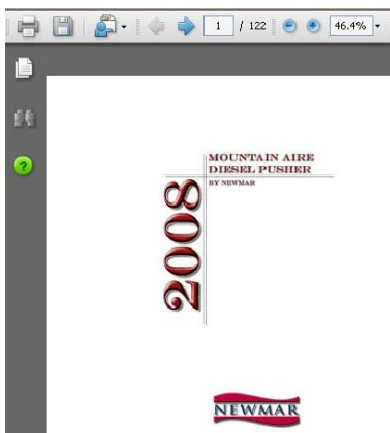 1 / 122 46.4%
?
MOUNTAIN AIRE
DIESEL PUSHER
BY NEWMAR
2008
NEWMAR